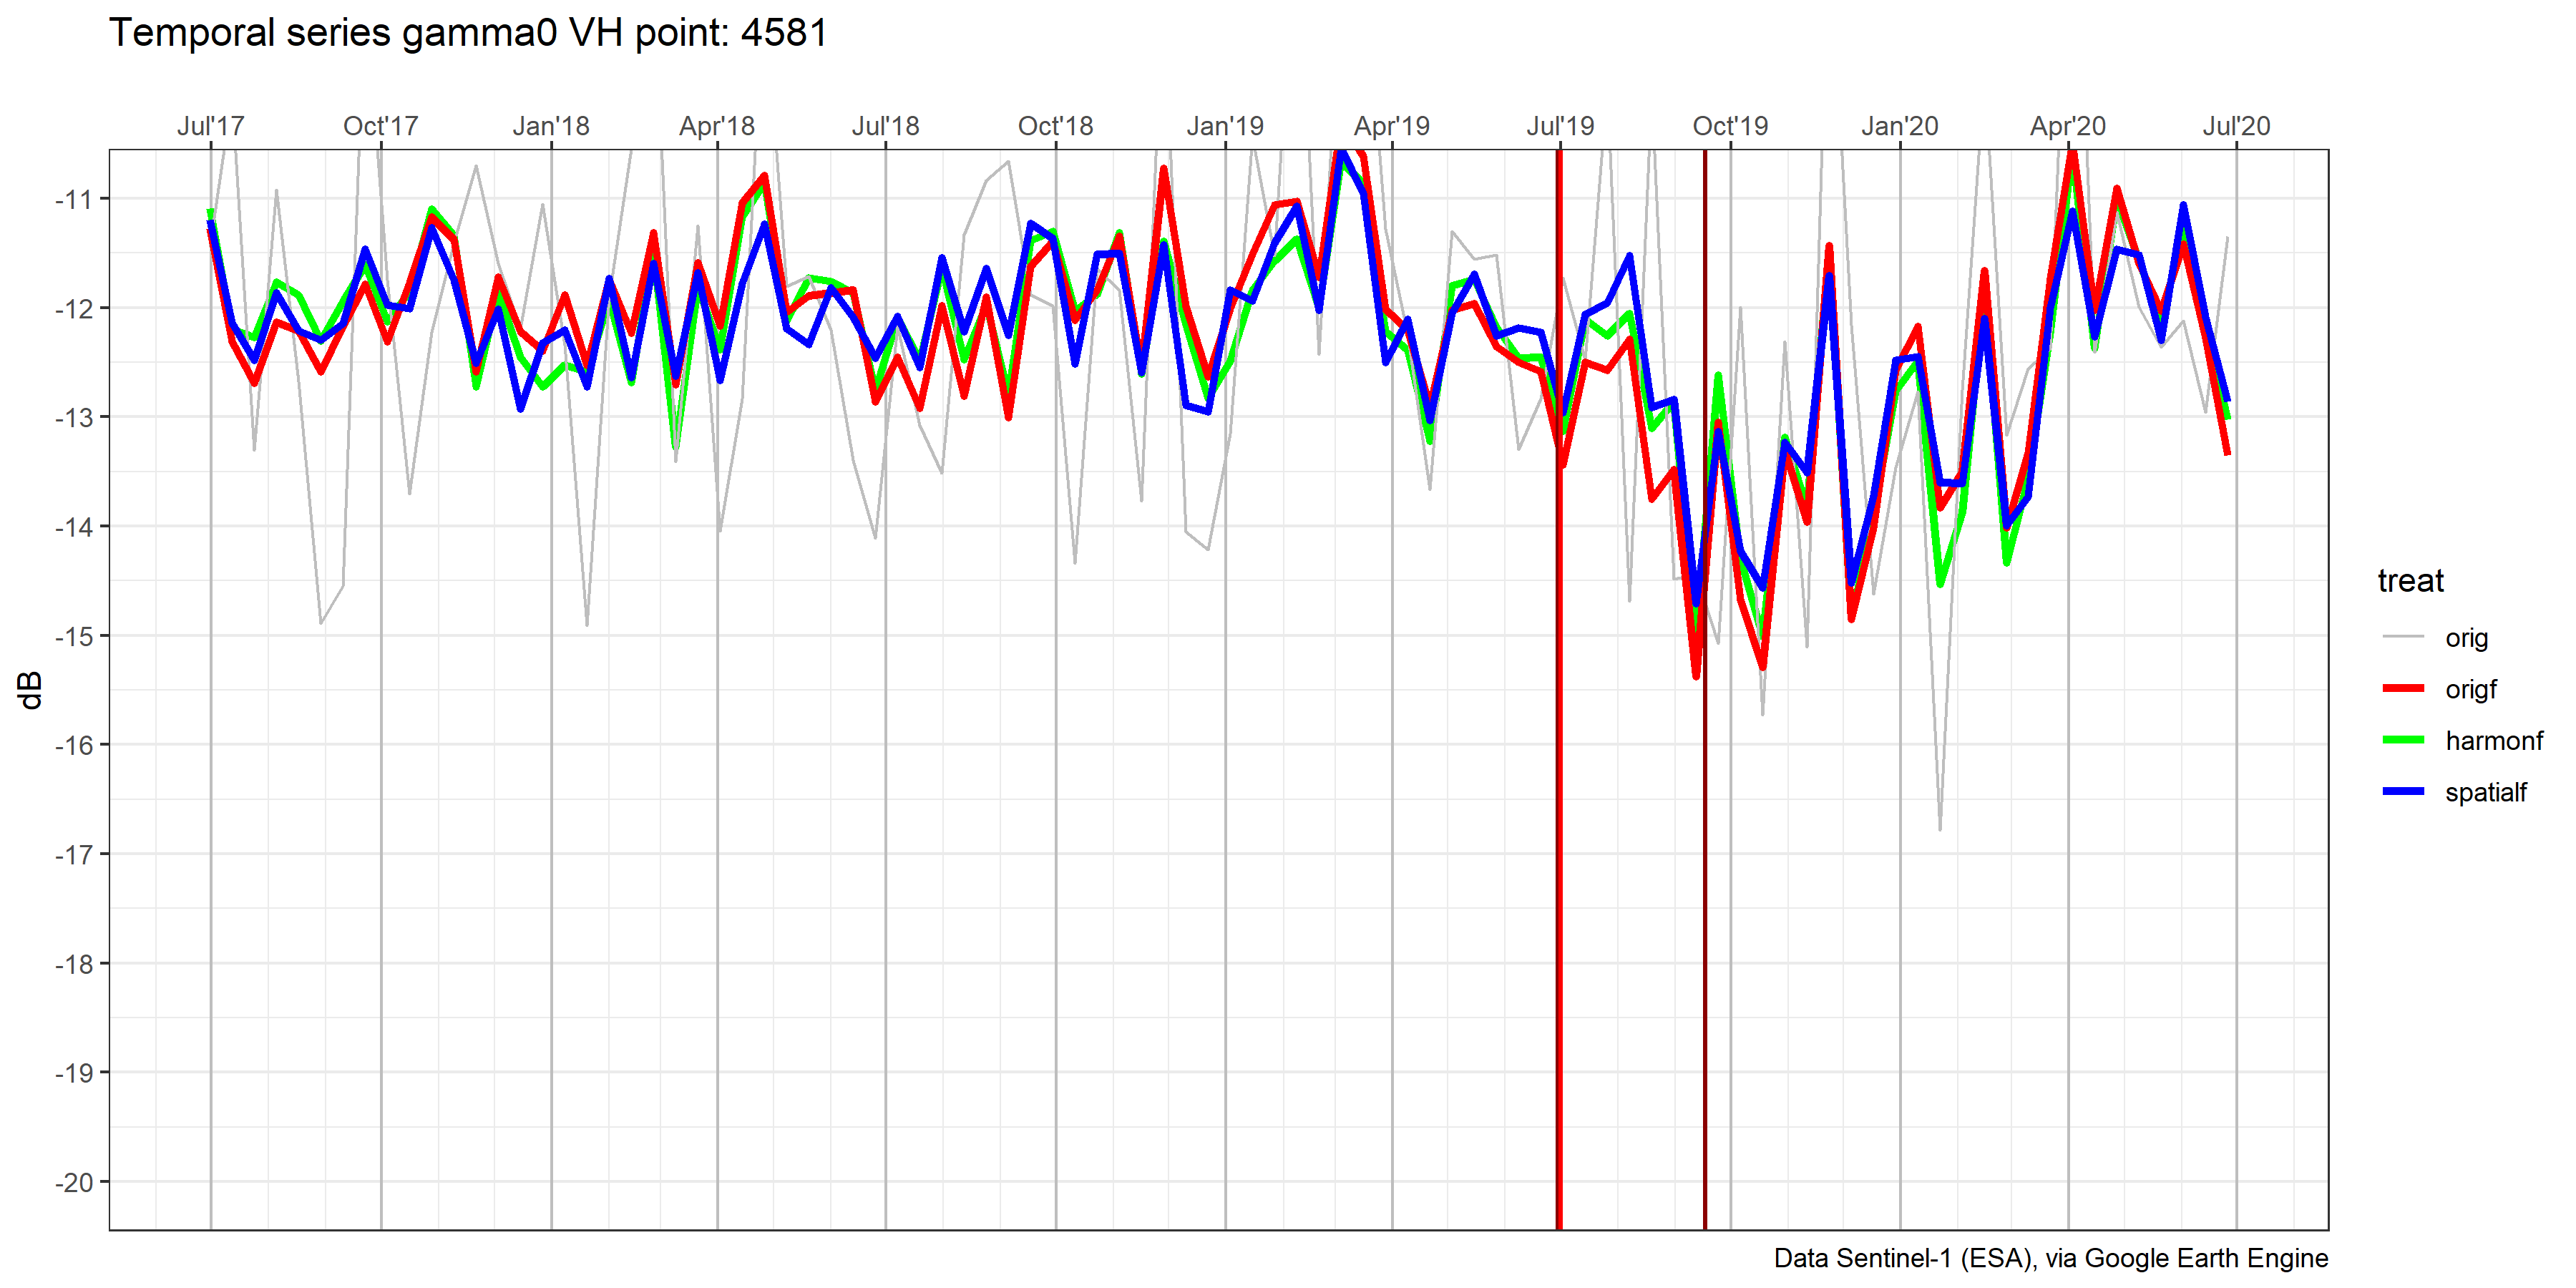 Temporal series gamma0 VH point: 4581
Jul'17 Oct'17 Jan'18 Apr'18 Jul'18 Oct'18 Jan'19 Apr'19 Jul'19 Oct'19 Jan'20 Apr'20 Jul'20
-11
-12
-13
-14
-15
-16
-17
-18
-19
-20
dB
treat
orig
origf
harmonf
spatialf
Data Sentinel-1 (ESA), via Google Earth Engine